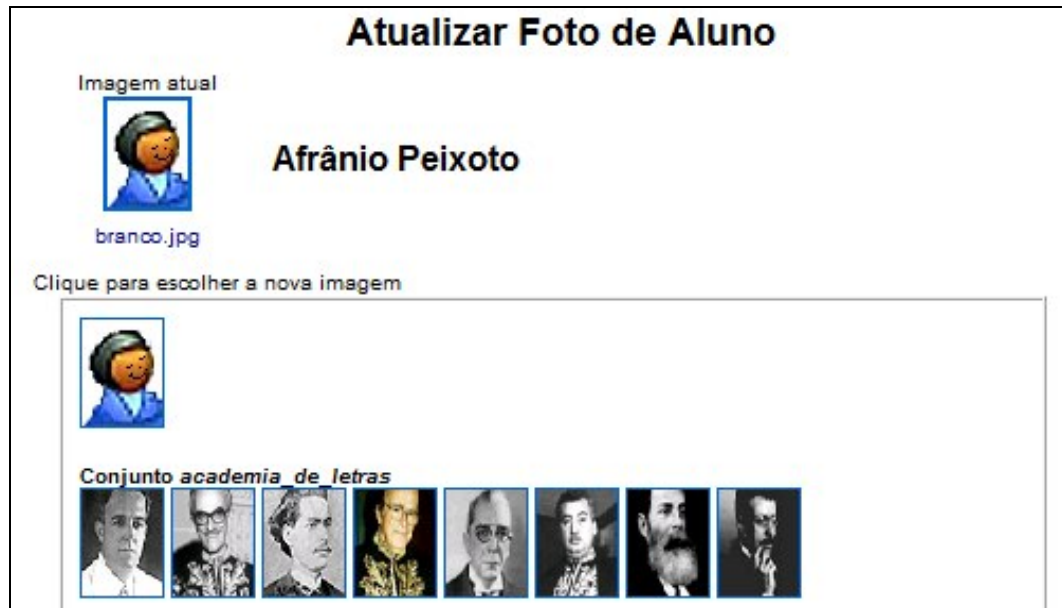 Atualizar Foto de Aluno
Imagem atual
Afrânio Peixoto
branco.jpg
Clique para escolher a nova imagem
Conjunto academia_de_letras